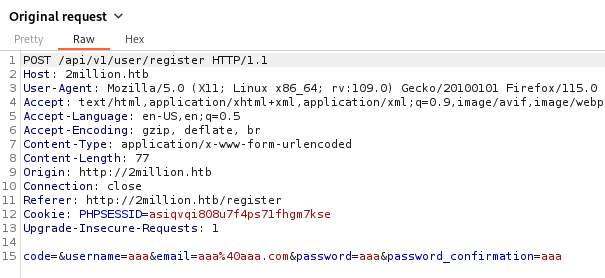 Original request
Pretty Raw Hex
1 POST /api/v1/user/register HTTP/1.1
2 Host: 2million.htb
3 User-Agent: Mozilla/5.0 (X11; Linux x86_64; rv:109.0) Gecko/20100101 Firefox/115.0
4 Accept: text/html,application/xhtml+xml,application/xml;q=0.9,image/avif,image/webp
5 Accept-Language: en-US,en;q=0.5
6 Accept-Encoding: gzip, deflate, br
7 Content-Type: application/x-www-form-urlencoded
8 Content-Length: 77
9 Origin: http://2million.htb
10 Connection: close
11 Referer: http://2million.htb/register
12 Cookie: PHPSESSID=asiqvqi808u7f4ps71fhgm7kse
13 Upgrade-Insecure-Requests: 1
14
15 code=&username=aaa&email=aaa%40aaa.com&password=aaa&password_confirmation=aaa